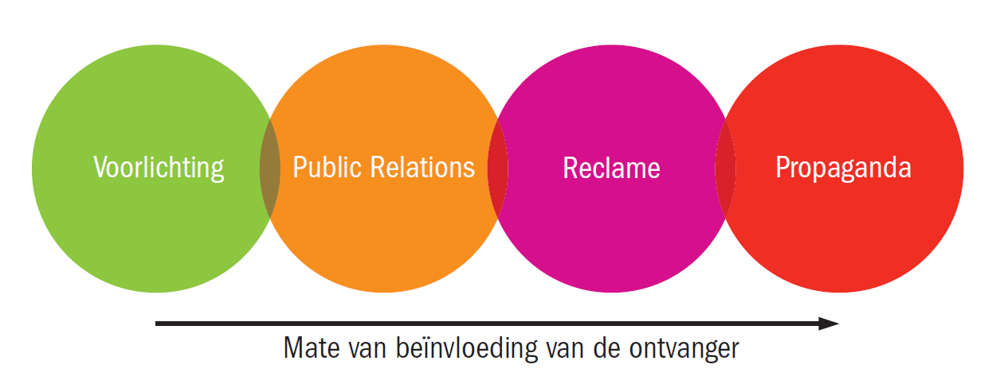 Voorlichting
Public Relations
Reclame
Propaganda
Mate van beïnvloeding van de ontvanger